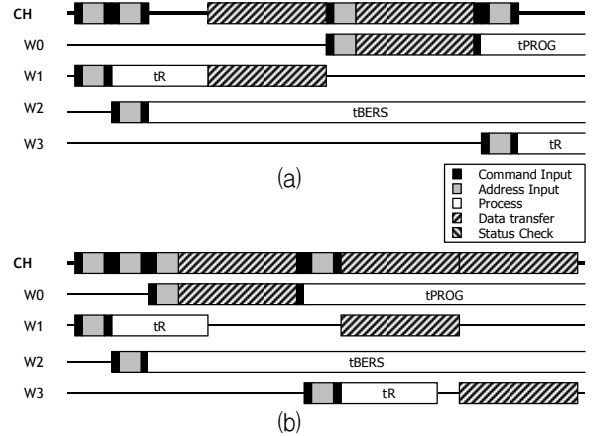 CH
W0 tPROG
W1 tR
W2 tBERS
W3 tR
(a)
Command Input
Address Input
Process
Data transfer
Status Check
CH
W0 tPROG
W1 tR
W2 tBERS
W3 tR
(b)